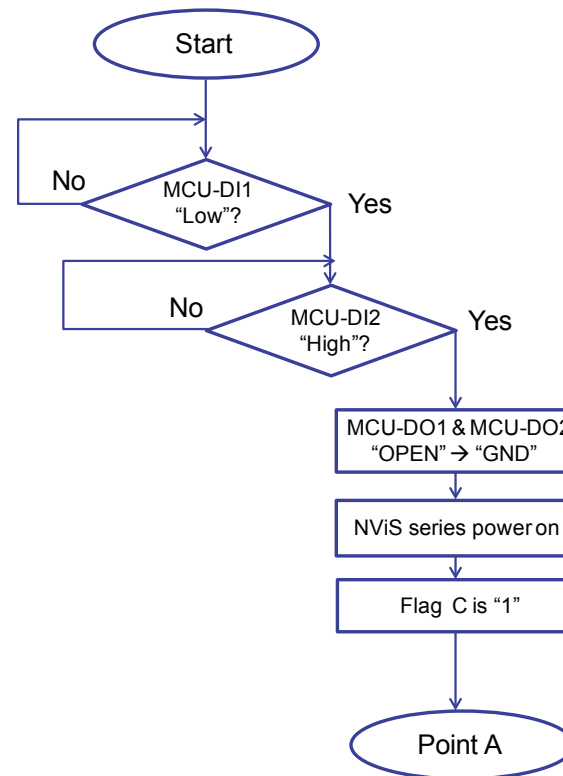 Start
No
MCU-DI1
“Low”?
Yes
No
MCU-DI2
“High”?
Yes
MCU-DO1 & MCU-DO2
“OPEN” → “GND”
NViS series power on
Flag C is “1”
Point A